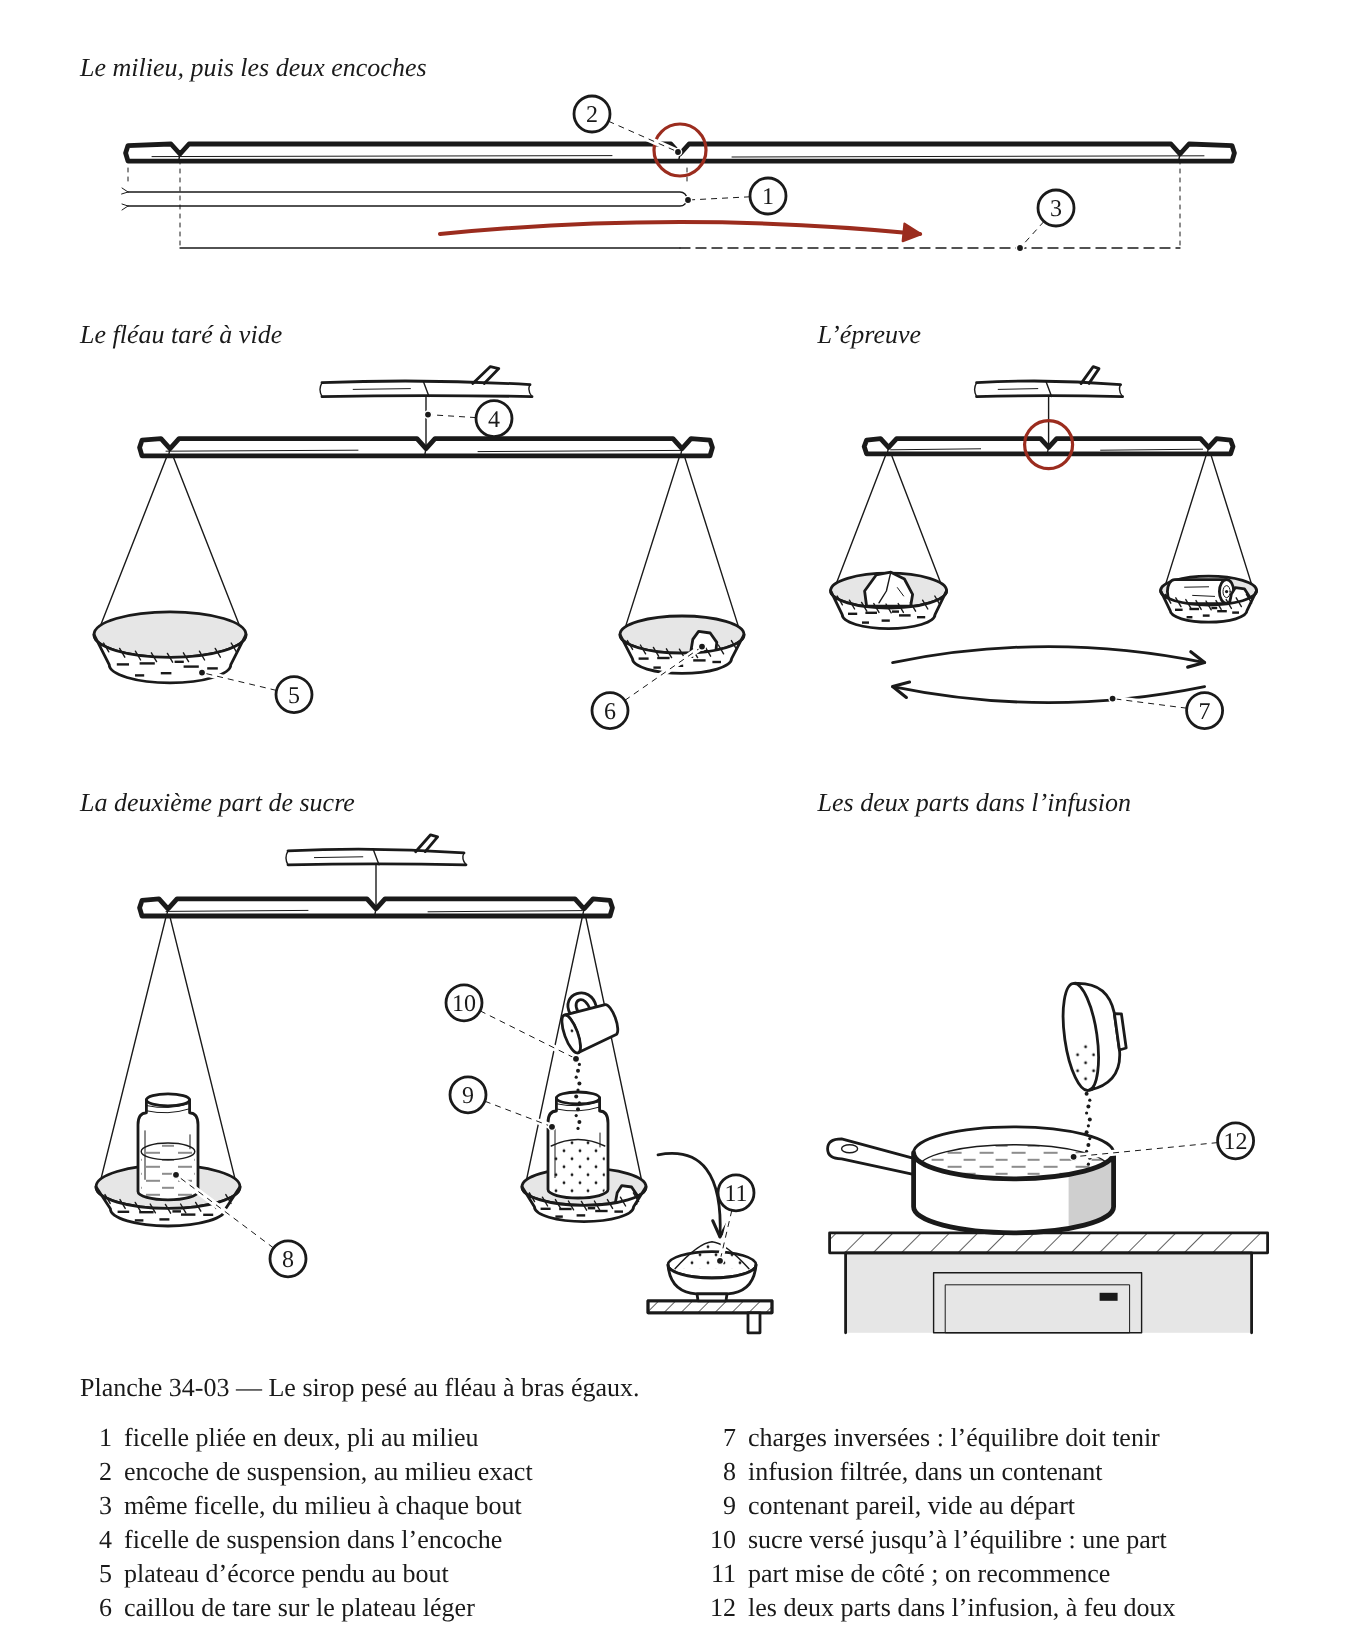 Le milieu, puis les deux encoches
2
1
3
Le fléau taré à vide
L’épreuve
4
5
6
7
La deuxième part de sucre
Les deux parts dans l’infusion
10
9
12
11
8
Planche 34-03 — Le sirop pesé au fléau à bras égaux.
1 ficelle pliée en deux, pli au milieu
2 encoche de suspension, au milieu exact
3 même ficelle, du milieu à chaque bout
4 ficelle de suspension dans l’encoche
5 plateau d’écorce pendu au bout
6 caillou de tare sur le plateau léger
7 charges inversées : l’équilibre doit tenir
8 infusion filtrée, dans un contenant
9 contenant pareil, vide au départ
10 sucre versé jusqu’à l’équilibre : une part
11 part mise de côté ; on recommence
12 les deux parts dans l’infusion, à feu doux